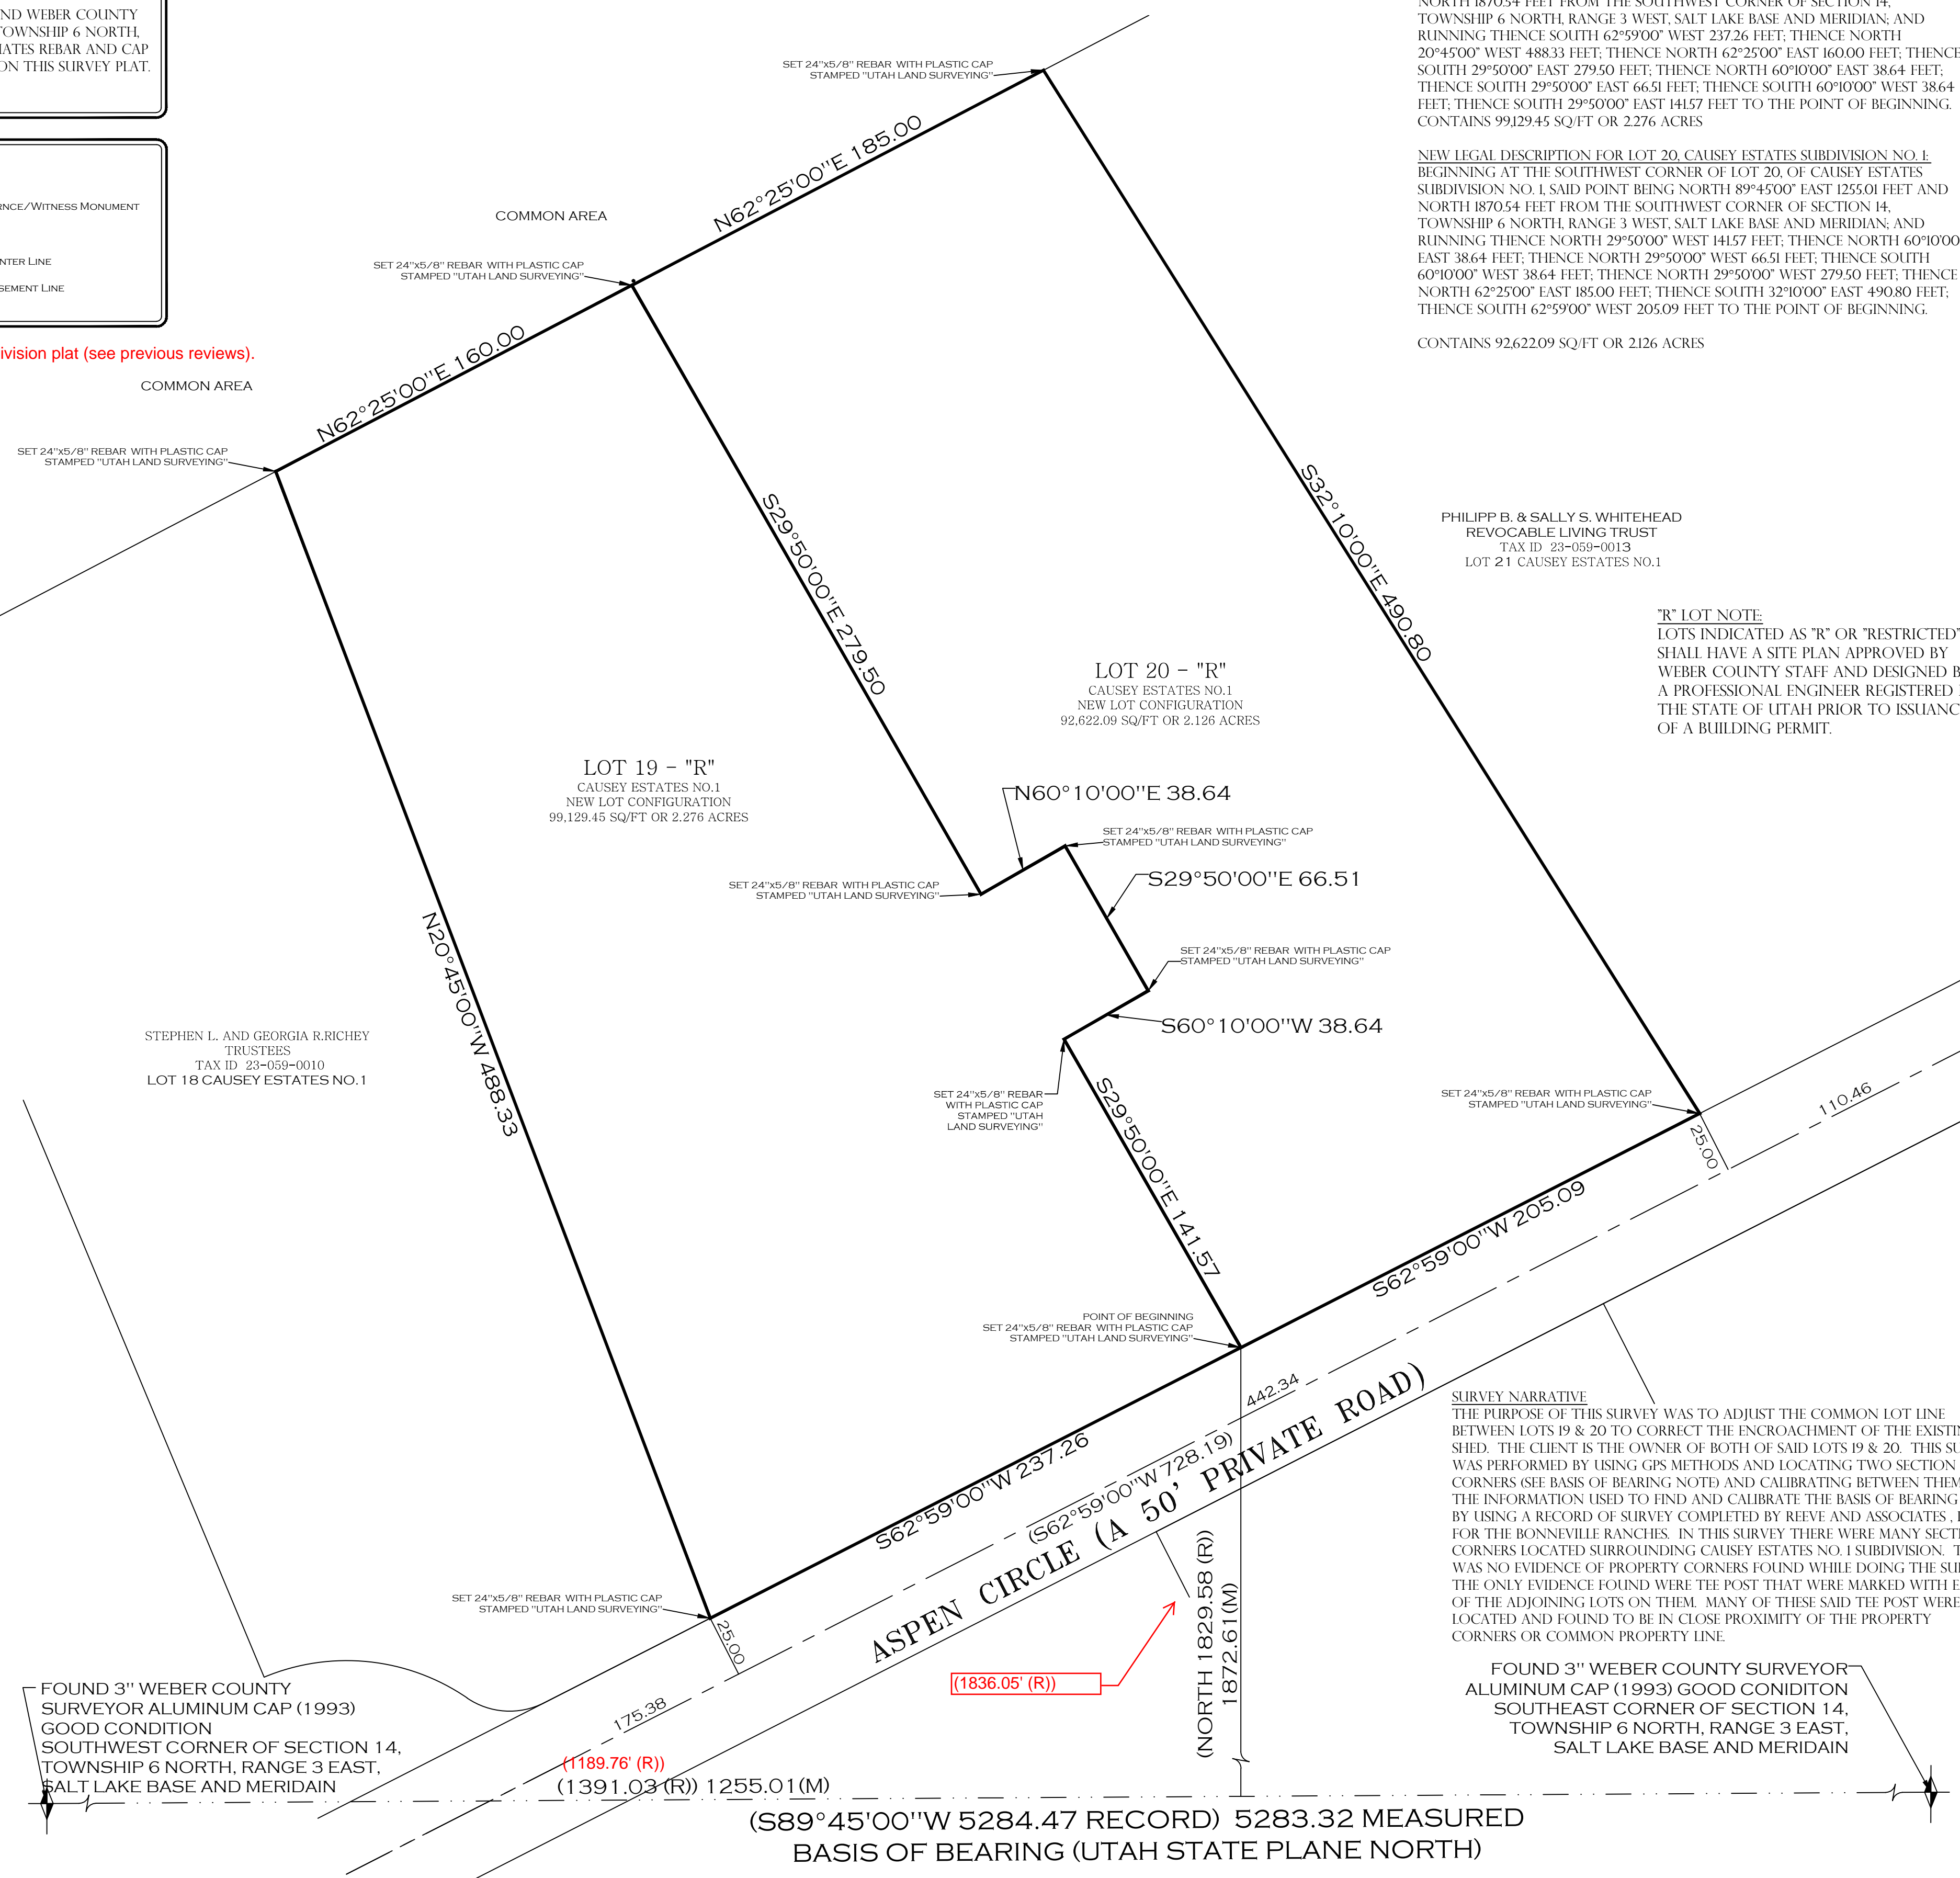 ND WEBER COUNTY
TOWNSHIP 6 NORTH,
REBAR AND CAP
ON THIS SURVEY PLAT.
RNCE/WITNESS MONUMENT
NTER LINE
SEMENT LINE
ivision plat (see previous reviews).
COMMON AREA
COMMON AREA
SET 24"x5/8" REBAR WITH PLASTIC CAP
STAMPED "UTAH LAND SURVEYING"
SET 24"x5/8" REBAR WITH PLASTIC CAP
STAMPED "UTAH LAND SURVEYING"
SET 24"x5/8" REBAR WITH PLASTIC CAP
STAMPED "UTAH LAND SURVEYING"
N62°25'00"E 185.00
N62°25'00"E 160.00
NORTH 1870.54 FEET FROM THE SOUTHWEST CORNER OF SECTION 14,
TOWNSHIP 6 NORTH, RANGE 3 WEST, SALT LAKE BASE AND MERIDIAN; AND
RUNNING THENCE SOUTH 62°59'00" WEST 237.26 FEET; THENCE NORTH
20°45'00" WEST 488.33 FEET; THENCE NORTH 62°25'00" EAST 160.00 FEET; THENCE
SOUTH 29°50'00" EAST 279.50 FEET; THENCE NORTH 60°10'00" EAST 38.64 FEET;
THENCE SOUTH 29°50'00" EAST 66.51 FEET; THENCE SOUTH 60°10'00" WEST 38.64
FEET; THENCE SOUTH 29°50'00" EAST 141.57 FEET TO THE POINT OF BEGINNING.
CONTAINS 99,129.45 SQ/FT OR 2.276 ACRES
NEW LEGAL DESCRIPTION FOR LOT 20, CAUSEY ESTATES SUBDIVISION NO. 1:
BEGINNING AT THE SOUTHWEST CORNER OF LOT 20, OF CAUSEY ESTATES
SUBDIVISION NO. 1, SAID POINT BEING NORTH 89°45'00" EAST 1255.01 FEET AND
NORTH 1870.54 FEET FROM THE SOUTHWEST CORNER OF SECTION 14,
TOWNSHIP 6 NORTH, RANGE 3 WEST, SALT LAKE BASE AND MERIDIAN; AND
RUNNING THENCE NORTH 29°50'00" WEST 141.57 FEET; THENCE NORTH 60°10'00
EAST 38.64 FEET; THENCE NORTH 29°50'00" WEST 66.51 FEET; THENCE SOUTH
60°10'00" WEST 38.64 FEET; THENCE NORTH 29°50'00" WEST 279.50 FEET; THENCE
NORTH 62°25'00" EAST 185.00 FEET; THENCE SOUTH 32°10'00" EAST 490.80 FEET;
THENCE SOUTH 62°59'00" WEST 205.09 FEET TO THE POINT OF BEGINNING.
CONTAINS 92,622.09 SQ/FT OR 2.126 ACRES
S29°50'00"E 279.50
S32°10'00"E 490.80
PHILIPP B. & SALLY S. WHITEHEAD
REVOCABLE LIVING TRUST
TAX ID 23-059-0013
LOT 21 CAUSEY ESTATES NO.1
"R" LOT NOTE:
LOTS INDICATED AS "R" OR "RESTRICTED"
SHALL HAVE A SITE PLAN APPROVED BY
WEBER COUNTY STAFF AND DESIGNED B
A PROFESSIONAL ENGINEER REGISTERED
THE STATE OF UTAH PRIOR TO ISSUANC
OF A BUILDING PERMIT.
LOT 20 - "R"
CAUSEY ESTATES NO.1
NEW LOT CONFIGURATION
92,622.09 SQ/FT OR 2.126 ACRES
LOT 19 - "R"
CAUSEY ESTATES NO.1
NEW LOT CONFIGURATION
99,129.45 SQ/FT OR 2.276 ACRES
N60°10'00"E 38.64
SET 24"x5/8" REBAR WITH PLASTIC CAP
STAMPED "UTAH LAND SURVEYING"
S29°50'00"E 66.51
SET 24"x5/8" REBAR WITH PLASTIC CAP
STAMPED "UTAH LAND SURVEYING"
SET 24"x5/8" REBAR WITH PLASTIC CAP
STAMPED "UTAH LAND SURVEYING"
S60°10'00"W 38.64
N20°45'00"W 488.33
STEPHEN L. AND GEORGIA R.RICHEY
TRUSTEES
TAX ID 23-059-0010
LOT 18 CAUSEY ESTATES NO.1
SET 24"x5/8" REBAR
WITH PLASTIC CAP
STAMPED "UTAH
LAND SURVEYING"
S29°50'00"E 141.57
SET 24"x5/8" REBAR WITH PLASTIC CAP
STAMPED "UTAH LAND SURVEYING"
110.46
25.00
S62°59'00"W 205.09
POINT OF BEGINNING
SET 24"x5/8" REBAR WITH PLASTIC CAP
STAMPED "UTAH LAND SURVEYING"
442.34
S62°59'00"W 237.26
(S62°59'00"W 728.19)
ASPEN CIRCLE (A 50' PRIVATE ROAD)
SURVEY NARRATIVE
THE PURPOSE OF THIS SURVEY WAS TO ADJUST THE COMMON LOT LINE
BETWEEN LOTS 19 & 20 TO CORRECT THE ENCROACHMENT OF THE EXISTIN
SHED. THE CLIENT IS THE OWNER OF BOTH OF SAID LOTS 19 & 20. THIS SU
WAS PERFORMED BY USING GPS METHODS AND LOCATING TWO SECTION
CORNERS (SEE BASIS OF BEARING NOTE) AND CALIBRATING BETWEEN THEM
THE INFORMATION USED TO FIND AND CALIBRATE THE BASIS OF BEARING
BY USING A RECORD OF SURVEY COMPLETED BY REEVE AND ASSOCIATES , I
FOR THE BONNEVILLE RANCHES. IN THIS SURVEY THERE WERE MANY SECTI
CORNERS LOCATED SURROUNDING CAUSEY ESTATES NO. 1 SUBDIVISION. T
WAS NO EVIDENCE OF PROPERTY CORNERS FOUND WHILE DOING THE SU
THE ONLY EVIDENCE FOUND WERE TEE POST THAT WERE MARKED WITH E
OF THE ADJOINING LOTS ON THEM. MANY OF THESE SAID TEE POST WERE
LOCATED AND FOUND TO BE IN CLOSE PROXIMITY OF THE PROPERTY
CORNERS OR COMMON PROPERTY LINE.
SET 24"x5/8" REBAR WITH PLASTIC CAP
STAMPED "UTAH LAND SURVEYING"
25.00
175.38
(NORTH 1829.58 (R))
1872.61(M)
(1836.05' (R))
FOUND 3" WEBER COUNTY
SURVEYOR ALUMINUM CAP (1993)
GOOD CONDITION
SOUTHWEST CORNER OF SECTION 14,
TOWNSHIP 6 NORTH, RANGE 3 EAST,
SALT LAKE BASE AND MERIDAIN
FOUND 3" WEBER COUNTY SURVEYOR
ALUMINUM CAP (1993) GOOD CONIDITON
SOUTHEAST CORNER OF SECTION 14,
TOWNSHIP 6 NORTH, RANGE 3 EAST,
SALT LAKE BASE AND MERIDAIN
(1189.76' (R))
(1391.03 (R)) 1255.01(M)
(S89°45'00"W 5284.47 RECORD) 5283.32 MEASURED
BASIS OF BEARING (UTAH STATE PLANE NORTH)